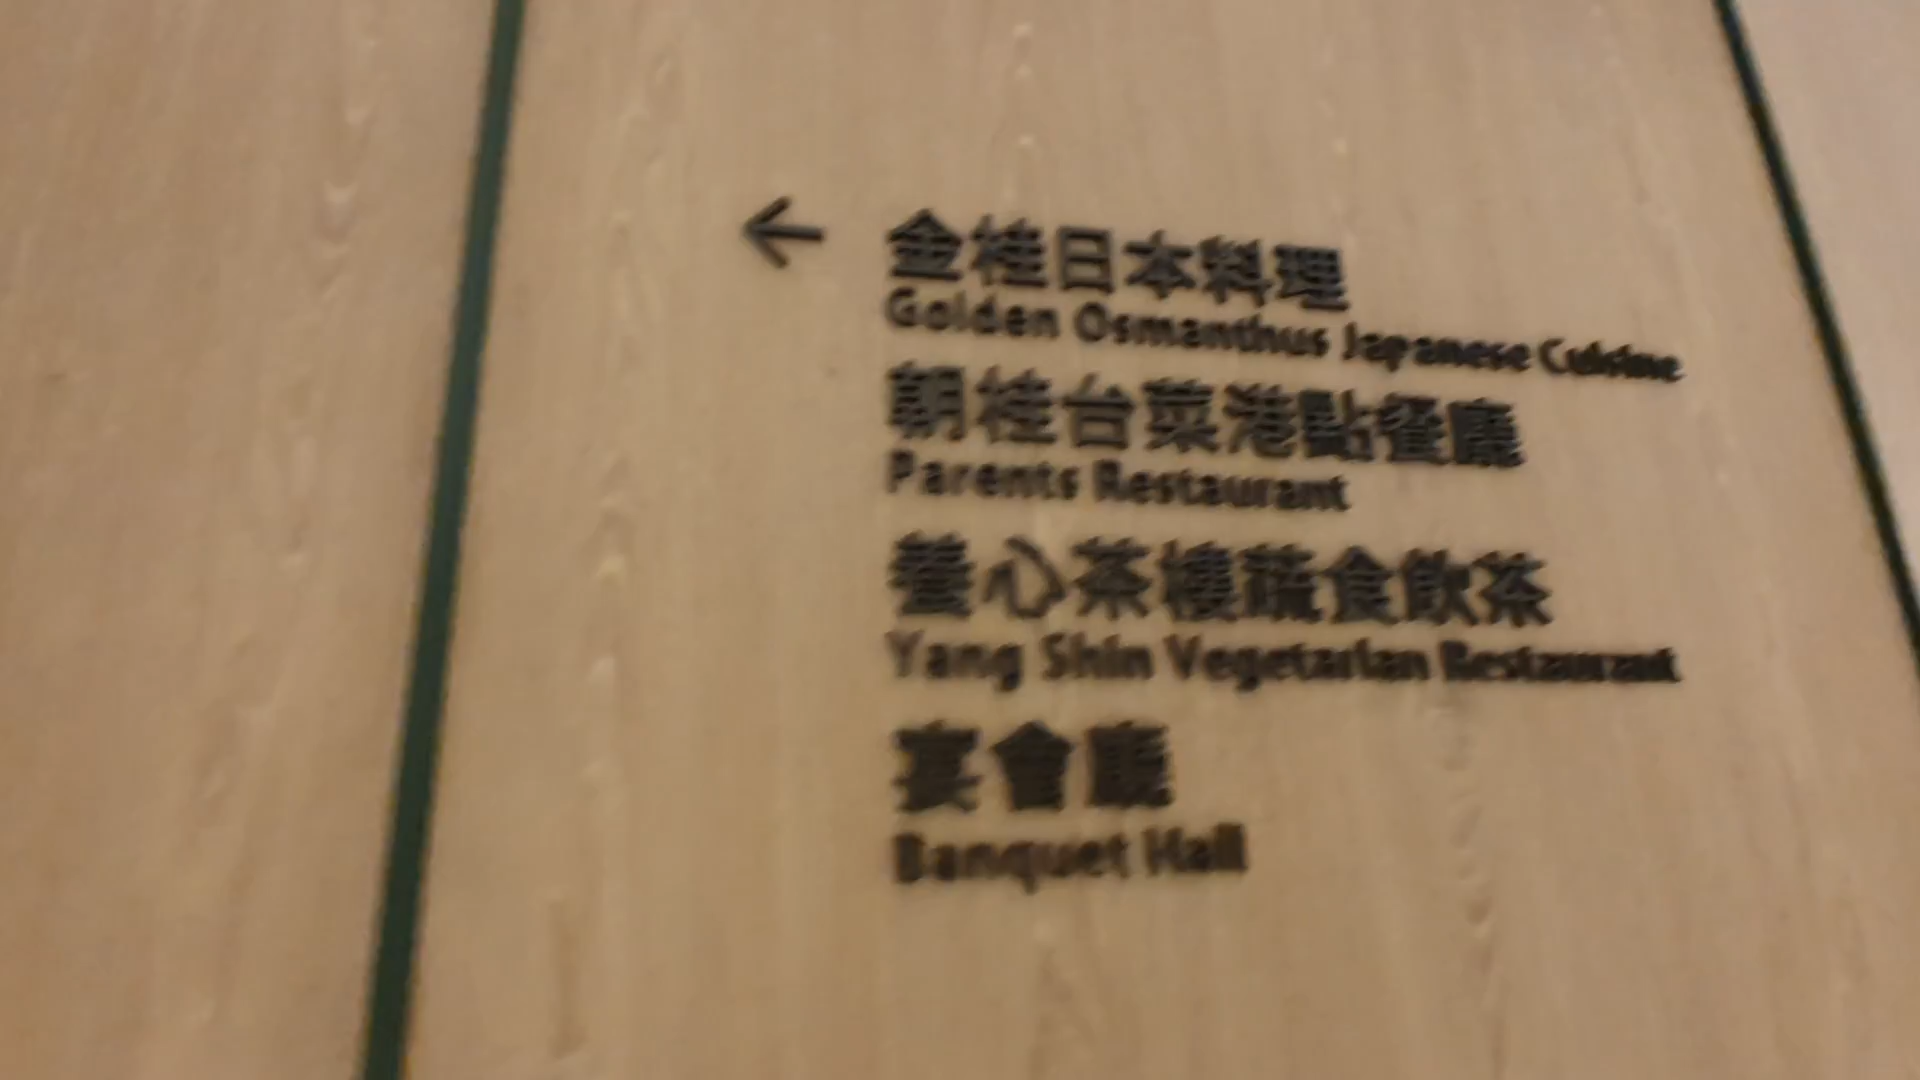 ← 金桂日本料理
Golden Osmanthus Japanese Cuisine
朝桂台菜港點餐廳
Parents Restaurant
養心茶樓蔬食飲茶
Yang Shin Vegetarian Restaurant
宴會廳
Banquet Hall